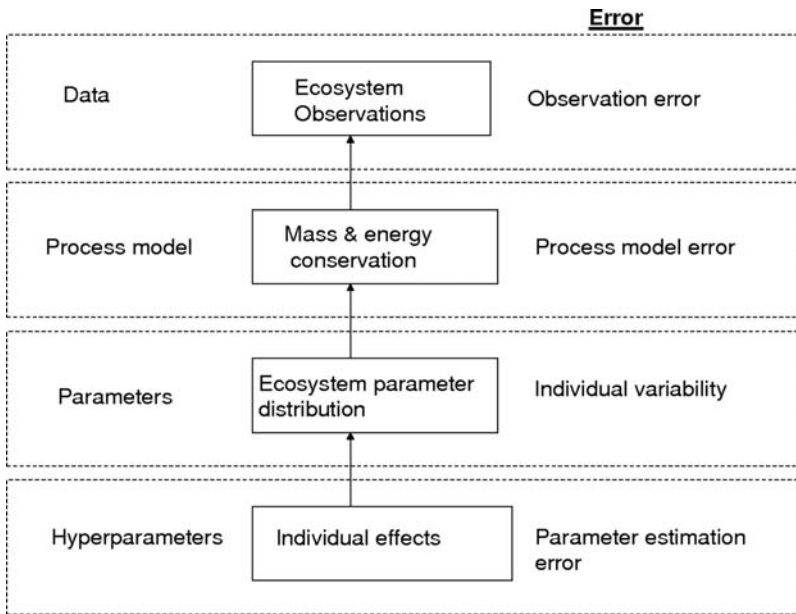 Error
Data
Ecosystem
Observations
Observation error
Process model
Mass & energy
conservation
Process model error
Parameters
Ecosystem parameter
distribution
Individual variability
Hyperparameters
Individual effects
Parameter estimation
error